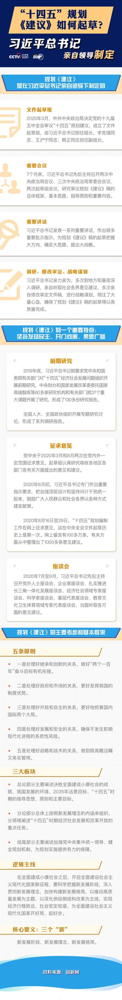 “十四五”规划
《建议》如何起草？
习近平总书记
亲自领导制定
CCTV.com 央视网
联播+
规划《建议》
是在习近平总书记亲自领导下制定的
文件起草组
2020年3月，中共中央政治局决定党的十九届
五中全会审议“十四五”规划建议，成立了文件
起草组，由习近平总书记担任组长，李克强同
志、王沪宁同志、韩正同志担任副组长。
重要会议
7个月来，习近平总书记先后主持召开两次中
央政治局会议、三次中央政治局常委会会议、
两次起草组会议，研究审议规划《建议》稿的
总体框架、基本思路、指导原则和重要内容。
重要讲话
习近平总书记发表一系列重要讲话，作出很多
重要批示指示，为规划《建议》稿的起草把握
大方向、确定大思路、提出大战略。
调研、修改审定、战略谋划
习近平总书记亲力亲为，多次到地方和基层深
入调研，亲自听取社会各界意见建议，多次亲
自修改审定文件稿，进行战略谋划，倾注了大
量心血，确保了规划《建议》稿的起草得以高
质量完成。
规划《建议》的一个重要特点：
坚持发扬民主、开门问策、集思广益
前期研究
2019年底，习近平总书记就要求党中央和国
务院有关部门对“十四五”经济社会发展问题组织开
展前期研究，中央财办和国家发展改革委委托国家
高端智库等60多家研究机构和有关部门就37个重
大课题开展了研究，形成了130多份研究报告。
全国人大、全国政协组织开展专题研究讨
论，形成了系列调研报告。
征求意见
党中央于2020年3月和8月两次在党内外一
定范围征求意见，起草组认真研究吸收各地区各
部门各有关方面提出的意见和建议。
2020年8月初，习近平总书记专门作出重要
指示要求，把加强顶层设计和坚持问计于民统一
起来，鼓励广大人民群众和社会各界以各种方式
建言献策。
2020年8月16日至29日，“十四五”规划编制
工作在网上征求意见，这在中央全会文件起草历
史上是第一次。网上留言有100多万条，有关方
面从中整理出了1000多条意见建议。
座谈会
2020年7月至9月，习近平总书记先后主持
召开党外人士座谈会、企业家座谈会、扎实推进
长三角一体化发展座谈会、经济社会领域专家座
谈会、科学家座谈会、基层代表座谈会、教育文
化卫生体育领域专家代表座谈会，当面听取各方
面的意见建议。
规划《建议》的主要考虑和基本框架
五条原则
• 一是处理好继承和创新的关系，做好“两个一百
年”奋斗目标有机衔接。
• 二是处理好政府和市场的关系，更好发挥我国的
制度优势。
• 三是处理好开放和自主的关系，更好地统筹国内
国际两个大局。
• 四是处理好发展和安全的关系，确保不发生影响
现代化进程的系统性风险。
• 五是处理好战略和战术的关系，做到既高瞻远瞩
又务实管用。
三大板块
• 总论部分主要阐述决胜全面建成小康社会的成
就、我国发展的环境、2035年远景目标、“十四五”时
期的指导思想、原则和主要目标。
• 分论部分总体上按照新发展理念的内涵来组织，
分领域阐述“十四五”时期经济社会发展和改革开放的
重点任务。
• 结尾部分主要阐述加强党中央集中统一领导、健
全规划机制，为规划实施提供有力的保障。
逻辑主线
在全面建成小康社会之后，开启全面建设社会主
义现代化国家新征程，要科学把握新发展阶段，深入
贯彻新发展理念，加快构建新发展格局，以推动高质
量发展为主题，以深化供给侧结构改革为主线，实现
经济行稳致远、社会安定和谐，为全面建设社会主义
现代化国家开好局、起好步。
核心要义：三个“新”
新发展阶段、新发展理念、新发展格局。
资料来源：国新网